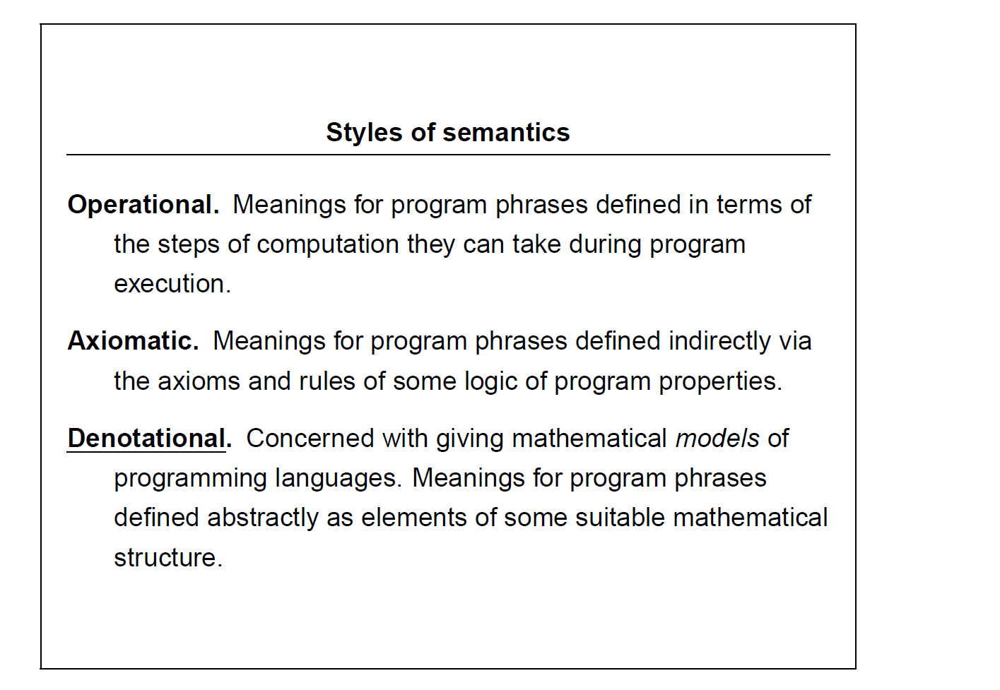 Styles of semantics
Operational. Meanings for program phrases defined in terms of
the steps of computation they can take during program
execution.
Axiomatic. Meanings for program phrases defined indirectly via
the axioms and rules of some logic of program properties.
Denotational. Concerned with giving mathematical models of
programming languages. Meanings for program phrases
defined abstractly as elements of some suitable mathematical
structure.